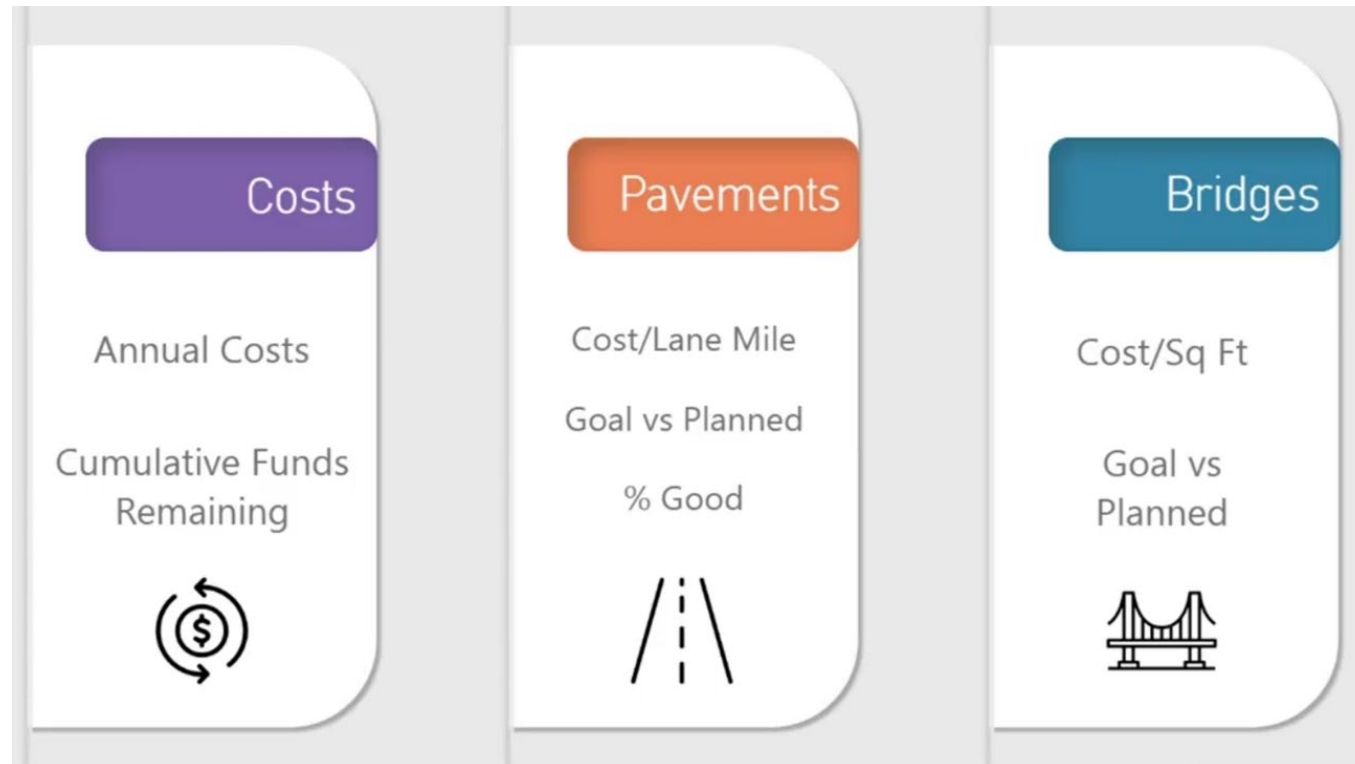 Costs
Annual Costs
Cumulative Funds
Remaining
$
Pavements
Cost/Lane Mile
Goal vs Planned
% Good
Bridges
Cost/Sq Ft
Goal vs
Planned